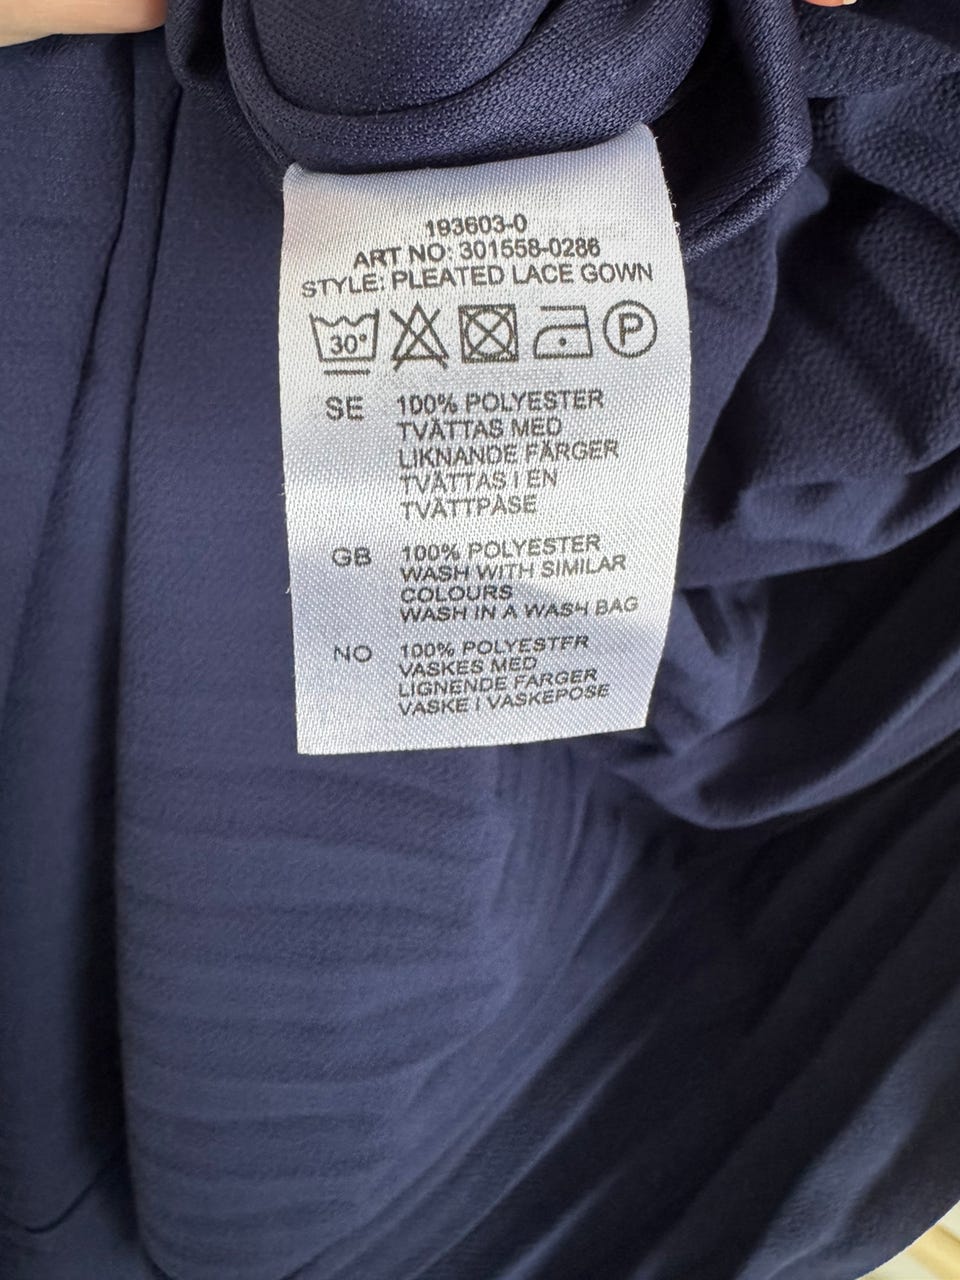 193603-0
ART NO: 301558-0286
STYLE: PLEATED LACE GOWN
30° P
SE 100% POLYESTER
TVÄTTAS MED
LIKNANDE FÄRGER
TVÄTTAS I EN
TVÄTTPÅSE
GB 100% POLYESTER
WASH WITH SIMILAR
COLOURS
WASH IN A WASH BAG
NO 100% POLYESTER
VASKES MED
LIGNENDE FARGER
VASKE I VASKEPOSE